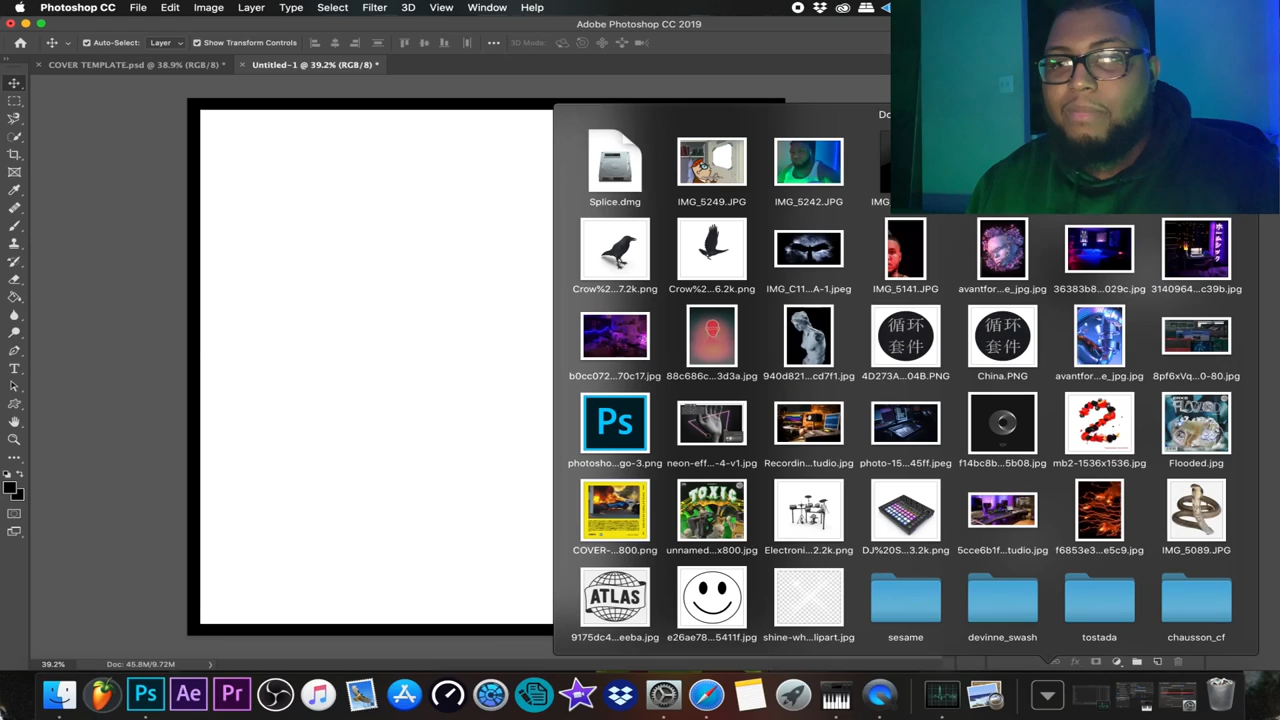 Photoshop CC File Edit Image Layer Type Select Filter 3D View Window Help
Adobe Photoshop CC 2019
Auto-Select: Layer Show Transform Controls 3D Mode:
COVER TEMPLATE.psd @ 38.9% (RGB/8) * Untitled-1 @ 39.2% (RGB/8) *
Splice.dmg IMG_5249.JPG IMG_5242.JPG
Crow%2...7.2k.png Crow%2...6.2k.png IMG_C11...A-1.jpeg IMG_5141.JPG avantfor...e_jpg.jpg 36383b8...029c.jpg 3140964...c39b.jpg
循环 循环
套件 套件
b0cc072...70c17.jpg 88c686c...3d3a.jpg 940d821...cd7f1.jpg 4D273A...04B.PNG China.PNG avantfor...e_jpg.jpg 8pf6xVq...0-80.jpg
Ps
2
photosho...go-3.png neon-eff...-4-v1.jpg Recordin...tudio.jpg photo-15...45ff.jpeg f14bc8b...5b08.jpg mb2-1536x1536.jpg Flooded.jpg
TOXIC
COVER-...800.png unnamed...x800.jpg Electroni...2.2k.png DJ%20S...3.2k.png 5cce6b1f...tudio.jpg f6853e3...e5c9.jpg IMG_5089.JPG
ATLAS
9175dc4...eeba.jpg e26ae78...5411f.jpg shine-wh...lipart.jpg sesame devinne_swash tostada chausson_cf
39.2% Doc: 45.8M/9.72M
Ps Ae Pr